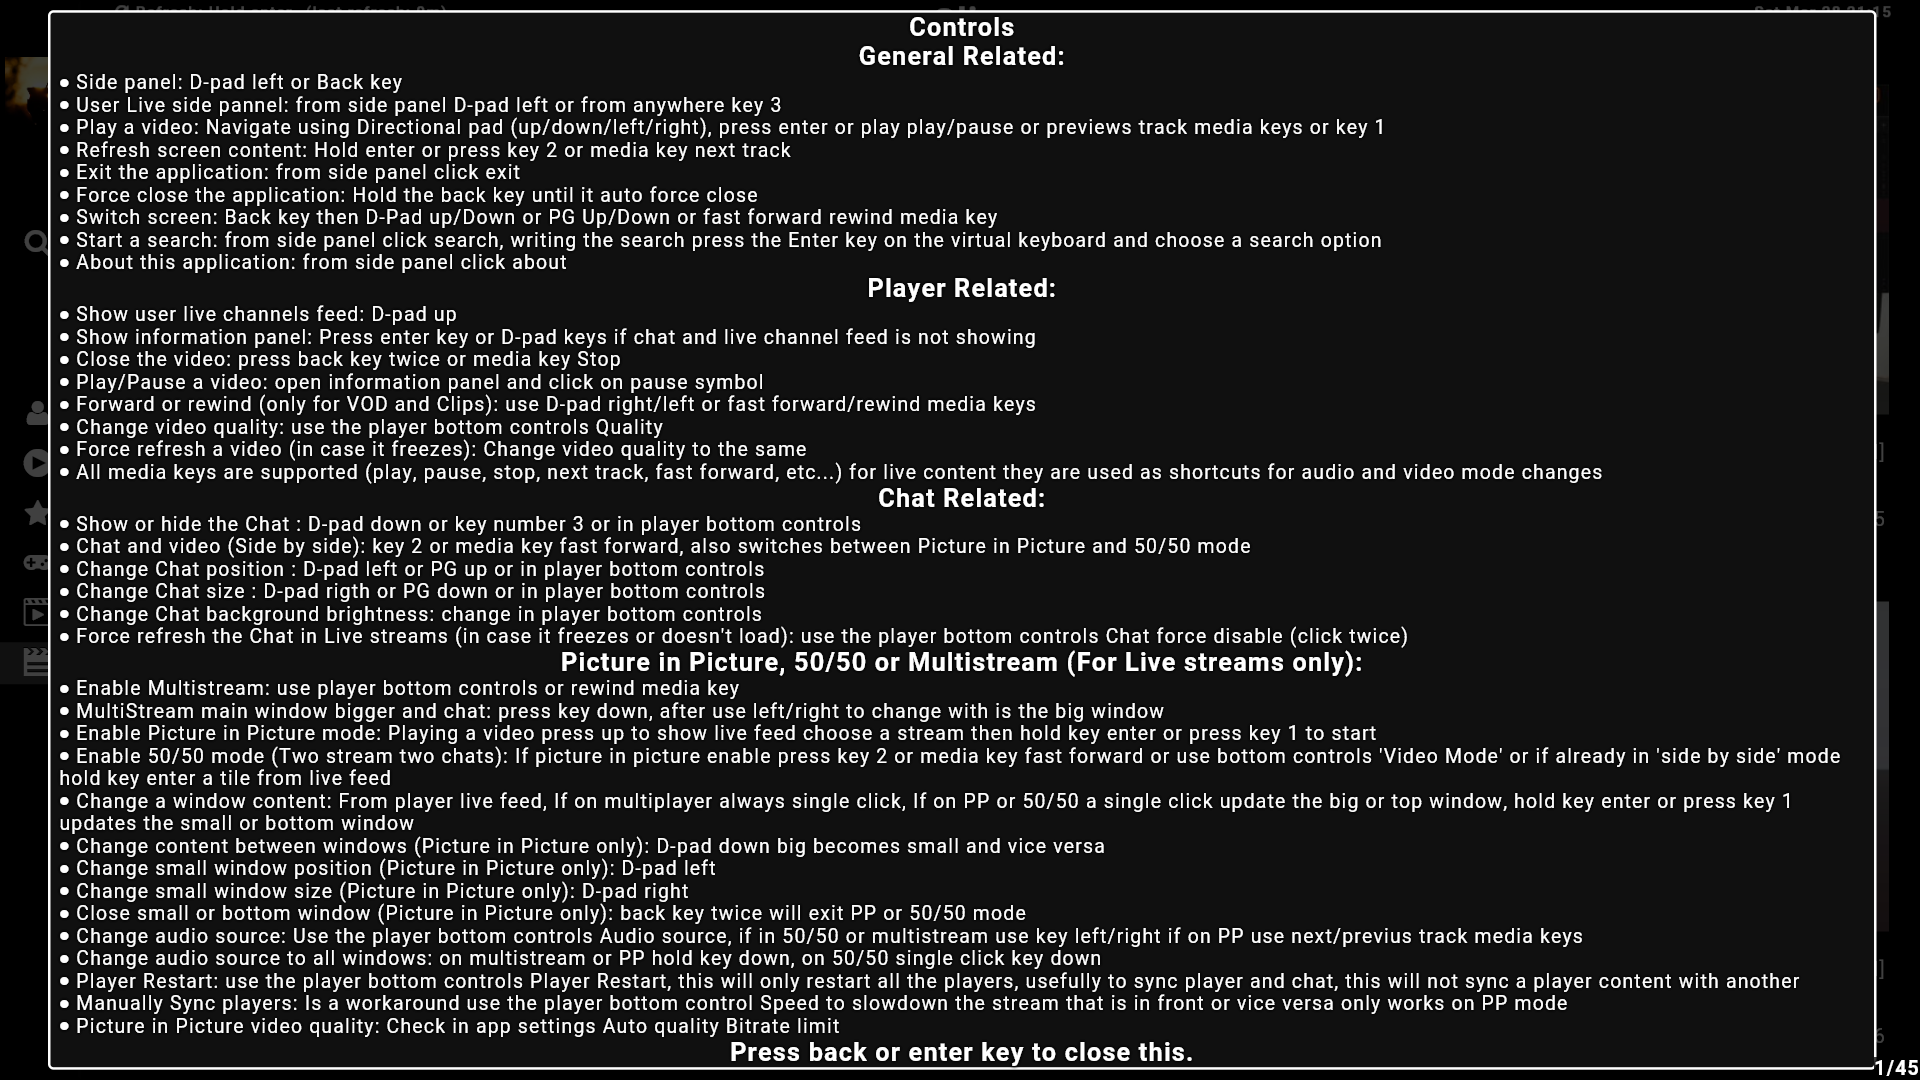 Controls
General Related:
● Side panel: D-pad left or Back key
● User Live side pannel: from side panel D-pad left or from anywhere key 3
● Play a video: Navigate using Directional pad (up/down/left/right), press enter or play play/pause or previews track media keys or key 1
● Refresh screen content: Hold enter or press key 2 or media key next track
● Exit the application: from side panel click exit
● Force close the application: Hold the back key until it auto force close
● Switch screen: Back key then D-Pad up/Down or PG Up/Down or fast forward rewind media key
● Start a search: from side panel click search, writing the search press the Enter key on the virtual keyboard and choose a search option
● About this application: from side panel click about
Player Related:
● Show user live channels feed: D-pad up
● Show information panel: Press enter key or D-pad keys if chat and live channel feed is not showing
● Close the video: press back key twice or media key Stop
● Play/Pause a video: open information panel and click on pause symbol
● Forward or rewind (only for VOD and Clips): use D-pad right/left or fast forward/rewind media keys
● Change video quality: use the player bottom controls Quality
● Force refresh a video (in case it freezes): Change video quality to the same
● All media keys are supported (play, pause, stop, next track, fast forward, etc...) for live content they are used as shortcuts for audio and video mode changes
Chat Related:
● Show or hide the Chat : D-pad down or key number 3 or in player bottom controls
● Chat and video (Side by side): key 2 or media key fast forward, also switches between Picture in Picture and 50/50 mode
● Change Chat position : D-pad left or PG up or in player bottom controls
● Change Chat size : D-pad rigth or PG down or in player bottom controls
● Change Chat background brightness: change in player bottom controls
● Force refresh the Chat in Live streams (in case it freezes or doesn't load): use the player bottom controls Chat force disable (click twice)
Picture in Picture, 50/50 or Multistream (For Live streams only):
● Enable Multistream: use player bottom controls or rewind media key
● MultiStream main window bigger and chat: press key down, after use left/right to change with is the big window
● Enable Picture in Picture mode: Playing a video press up to show live feed choose a stream then hold key enter or press key 1 to start
● Enable 50/50 mode (Two stream two chats): If picture in picture enable press key 2 or media key fast forward or use bottom controls 'Video Mode' or if already in 'side by side' mode
hold key enter a tile from live feed
● Change a window content: From player live feed, If on multiplayer always single click, If on PP or 50/50 a single click update the big or top window, hold key enter or press key 1
updates the small or bottom window
● Change content between windows (Picture in Picture only): D-pad down big becomes small and vice versa
● Change small window position (Picture in Picture only): D-pad left
● Change small window size (Picture in Picture only): D-pad right
● Close small or bottom window (Picture in Picture only): back key twice will exit PP or 50/50 mode
● Change audio source: Use the player bottom controls Audio source, if in 50/50 or multistream use key left/right if on PP use next/previus track media keys
● Change audio source to all windows: on multistream or PP hold key down, on 50/50 single click key down
● Player Restart: use the player bottom controls Player Restart, this will only restart all the players, usefully to sync player and chat, this will not sync a player content with another
● Manually Sync players: Is a workaround use the player bottom control Speed to slowdown the stream that is in front or vice versa only works on PP mode
● Picture in Picture video quality: Check in app settings Auto quality Bitrate limit
Press back or enter key to close this.
1/45